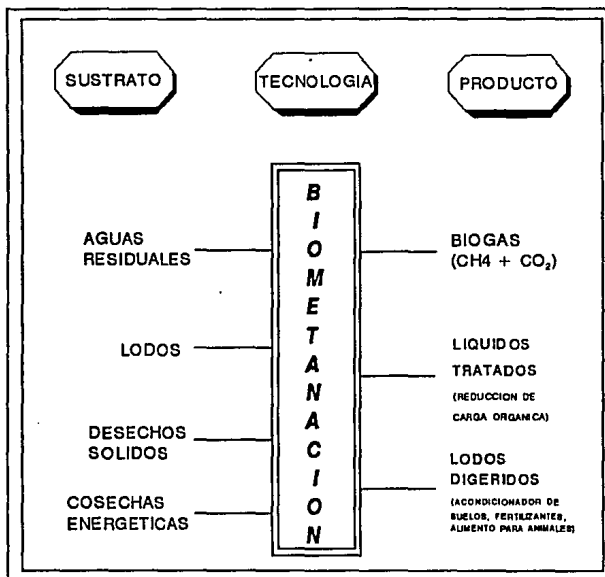 SUSTRATO
TECNOLOGIA
PRODUCTO
BIOMETANACION
AGUAS
RESIDUALES
LODOS
DESECHOS
SOLIDOS
COSECHAS
ENERGETICAS
BIOGAS
(CH4 + CO₂)
LIQUIDOS
TRATADOS
(REDUCCION DE
CARGA ORGANICA)
LODOS
DIGERIDOS
(ACONDICIONADOR DE
SUELOS, FERTILIZANTES,
ALIMENTO PARA ANIMALES)